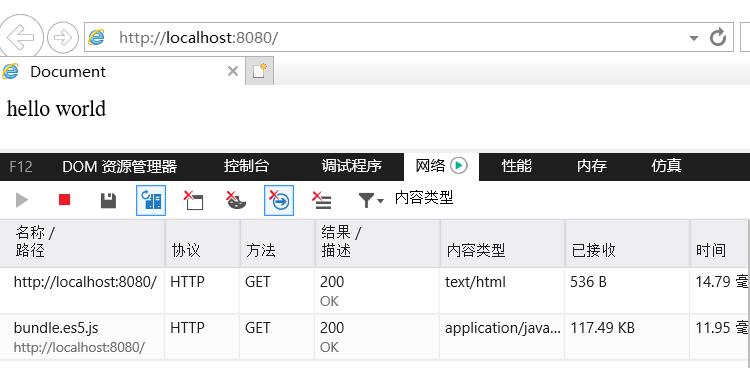 http://localhost:8080/
Document
hello world
F12 DOM 资源管理器 控制台 调试程序 网络 性能 内存 仿真
内容类型
名称 / 路径 协议 方法 结果 / 描述 内容类型 已接收 时间
http://localhost:8080/ HTTP GET 200 text/html 536 B 14.79 毫
OK
bundle.es5.js HTTP GET 200 application/java... 117.49 KB 11.95 毫
http://localhost:8080/ OK